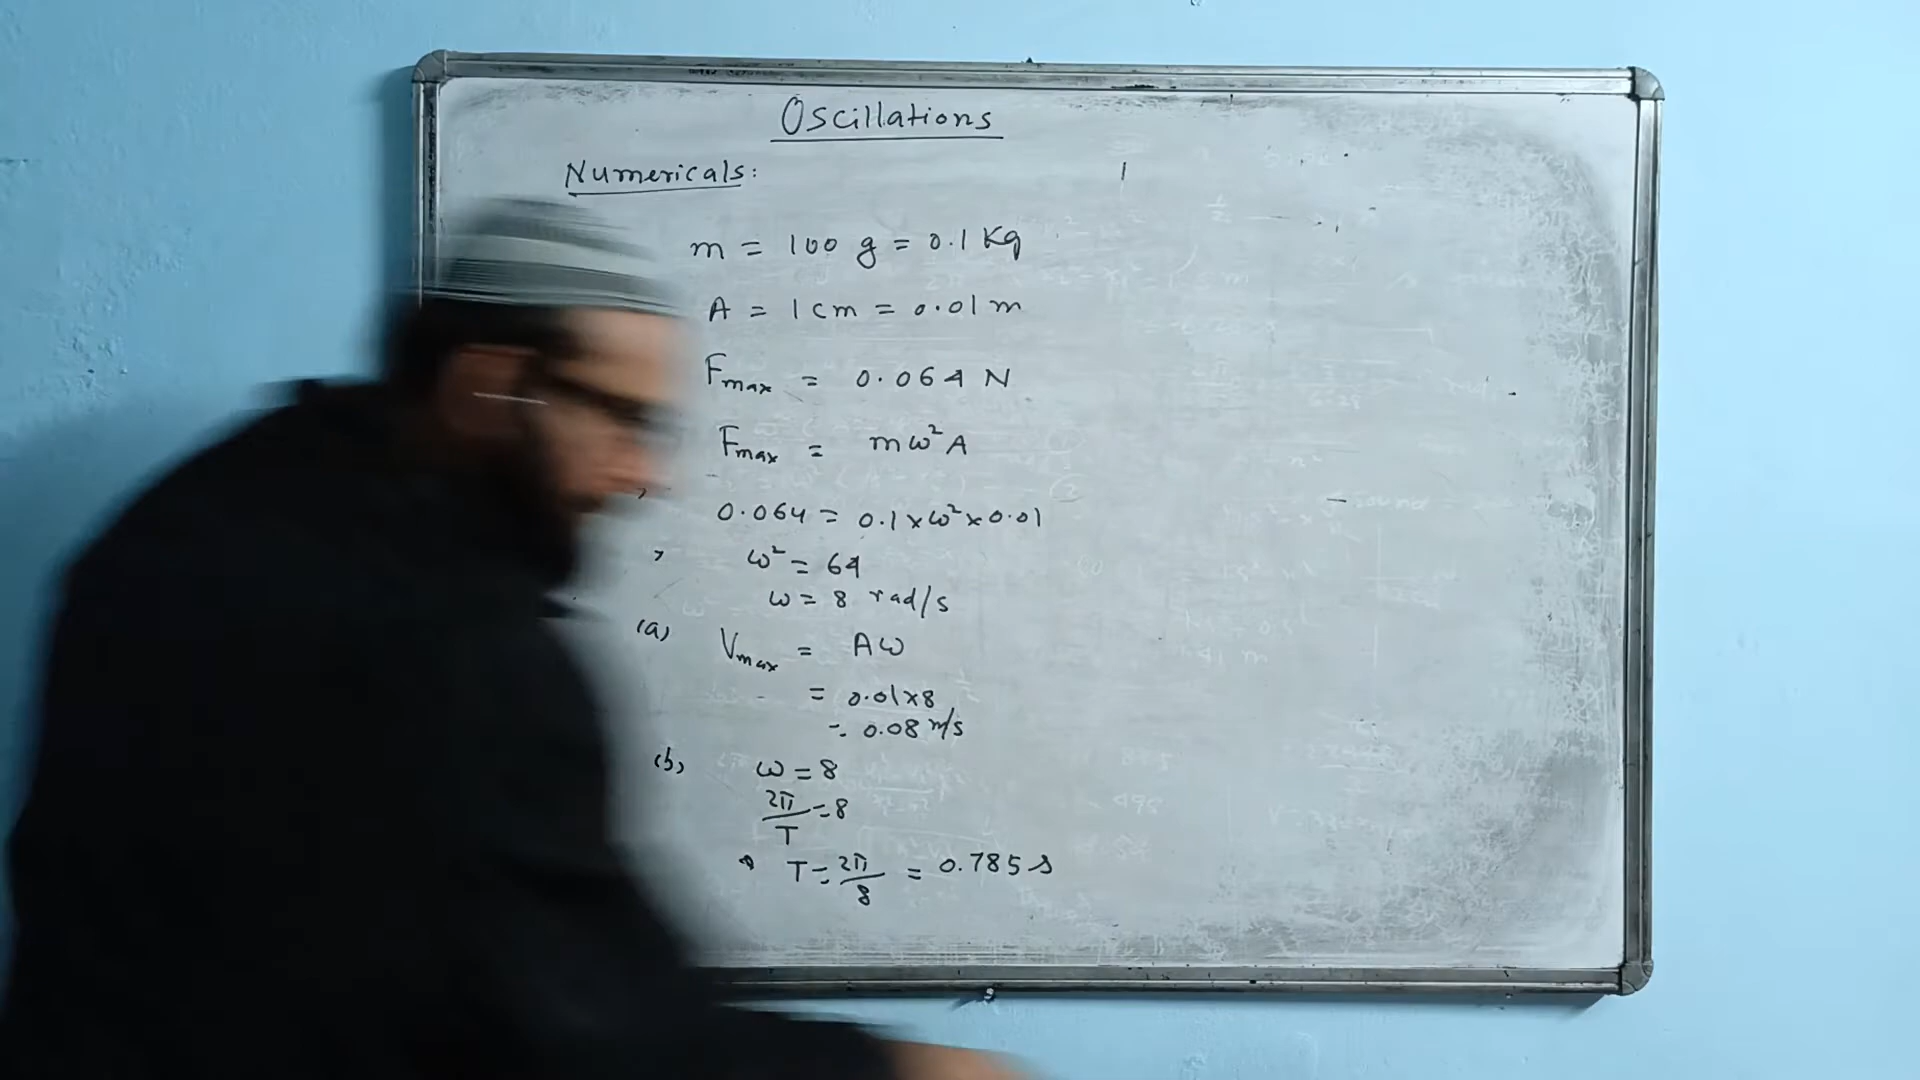 Oscillations
Numericals:
m = 100 g = 0.1 Kg
A = 1 cm = 0.01 m
Fmax = 0.064 N
Fmax = mω²A
0.064 = 0.1 × ω² × 0.01
ω² = 64
ω = 8 rad/s
(a) Vmax = Aω
= 0.01×8
= 0.08 m/s
(b) ω = 8
2π/T = 8
T = 2π/8 = 0.785 s